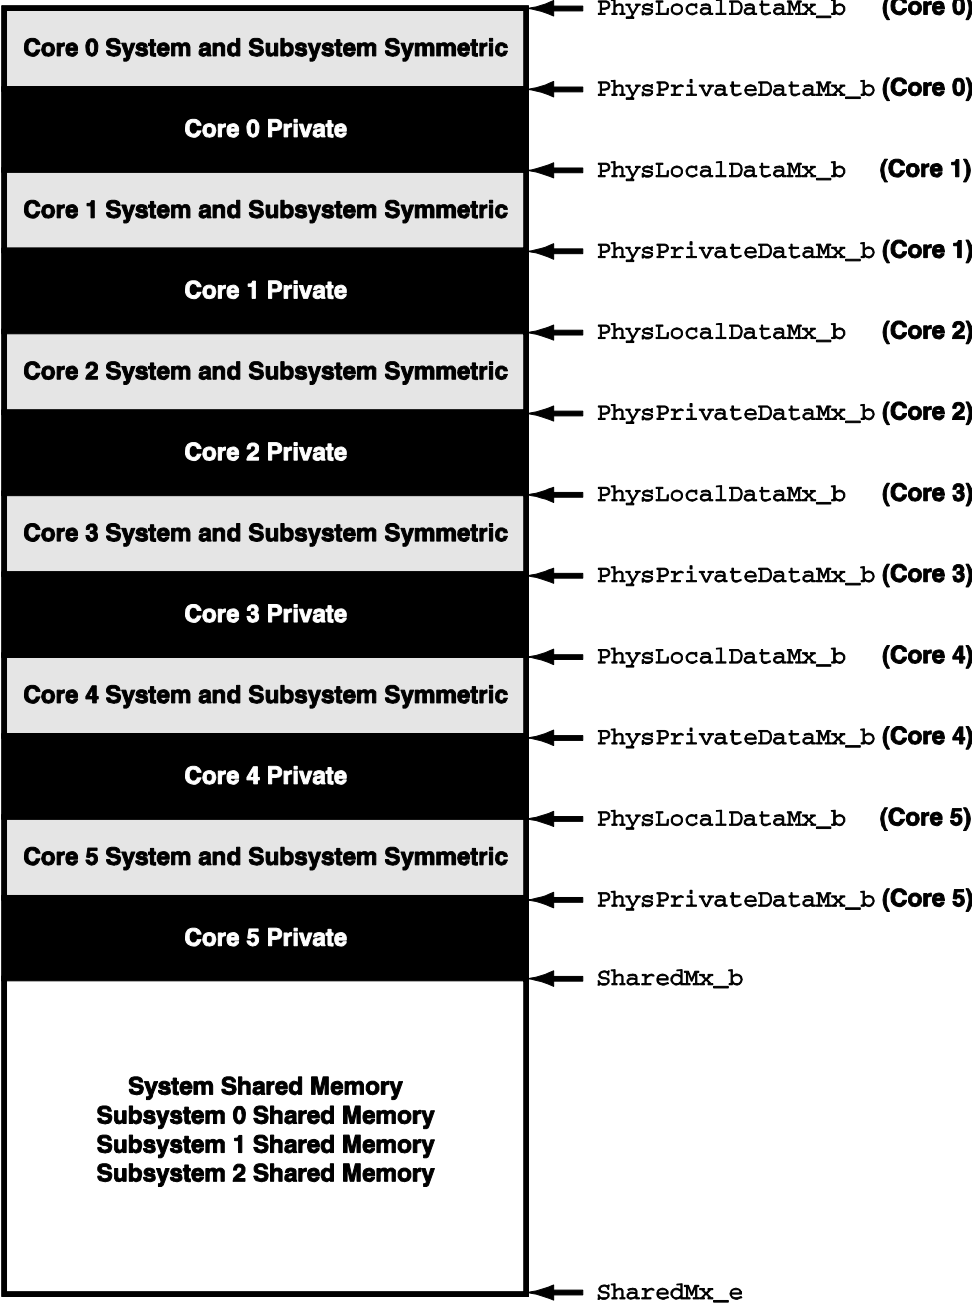 PhysLocalDataMx_b (Core 0)
Core 0 System and Subsystem Symmetric
PhysPrivateDataMx_b (Core 0)
Core 0 Private
PhysLocalDataMx_b (Core 1)
Core 1 System and Subsystem Symmetric
PhysPrivateDataMx_b (Core 1)
Core 1 Private
PhysLocalDataMx_b (Core 2)
Core 2 System and Subsystem Symmetric
PhysPrivateDataMx_b (Core 2)
Core 2 Private
PhysLocalDataMx_b (Core 3)
Core 3 System and Subsystem Symmetric
PhysPrivateDataMx_b (Core 3)
Core 3 Private
PhysLocalDataMx_b (Core 4)
Core 4 System and Subsystem Symmetric
PhysPrivateDataMx_b (Core 4)
Core 4 Private
PhysLocalDataMx_b (Core 5)
Core 5 System and Subsystem Symmetric
PhysPrivateDataMx_b (Core 5)
Core 5 Private
SharedMx_b
System Shared Memory
Subsystem 0 Shared Memory
Subsystem 1 Shared Memory
Subsystem 2 Shared Memory
SharedMx_e